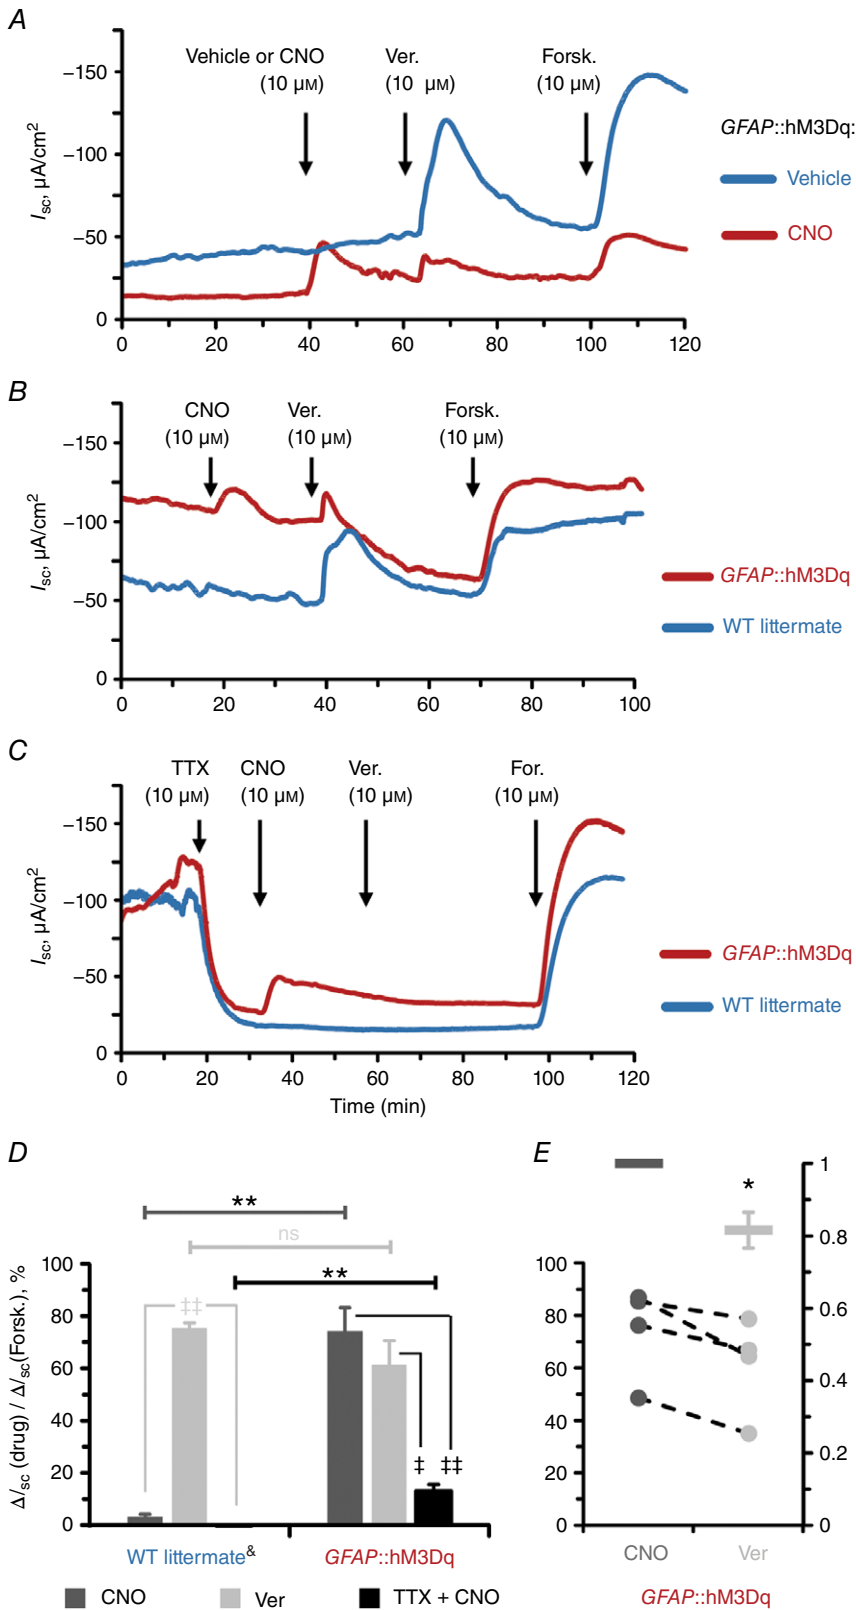 A
Vehicle or CNO
(10 μM)
Ver.
(10 μM)
Forsk.
(10 μM)
GFAP::hM3Dq:
Vehicle
CNO
Isc, μA/cm2
−150
−100
−50
0
0 20 40 60 80 100 120
B
CNO
(10 μM)
Ver.
(10 μM)
Forsk.
(10 μM)
GFAP::hM3Dq
WT littermate
Isc, μA/cm2
−150
−100
−50
0
0 20 40 60 80 100
C
TTX
(10 μM)
CNO
(10 μM)
Ver.
(10 μM)
For.
(10 μM)
GFAP::hM3Dq
WT littermate
Isc, μA/cm2
−150
−100
−50
0
0 20 40 60 80 100 120
Time (min)
D
**
ns
**
‡‡
‡ ‡‡
ΔIsc (drug) / ΔIsc(Forsk.), %
100
80
60
40
20
0
WT littermate&
GFAP::hM3Dq
CNO
Ver
TTX + CNO
E
*
100
80
60
40
20
0
1
0.8
0.6
0.4
0.2
0
CNO
Ver
GFAP::hM3Dq